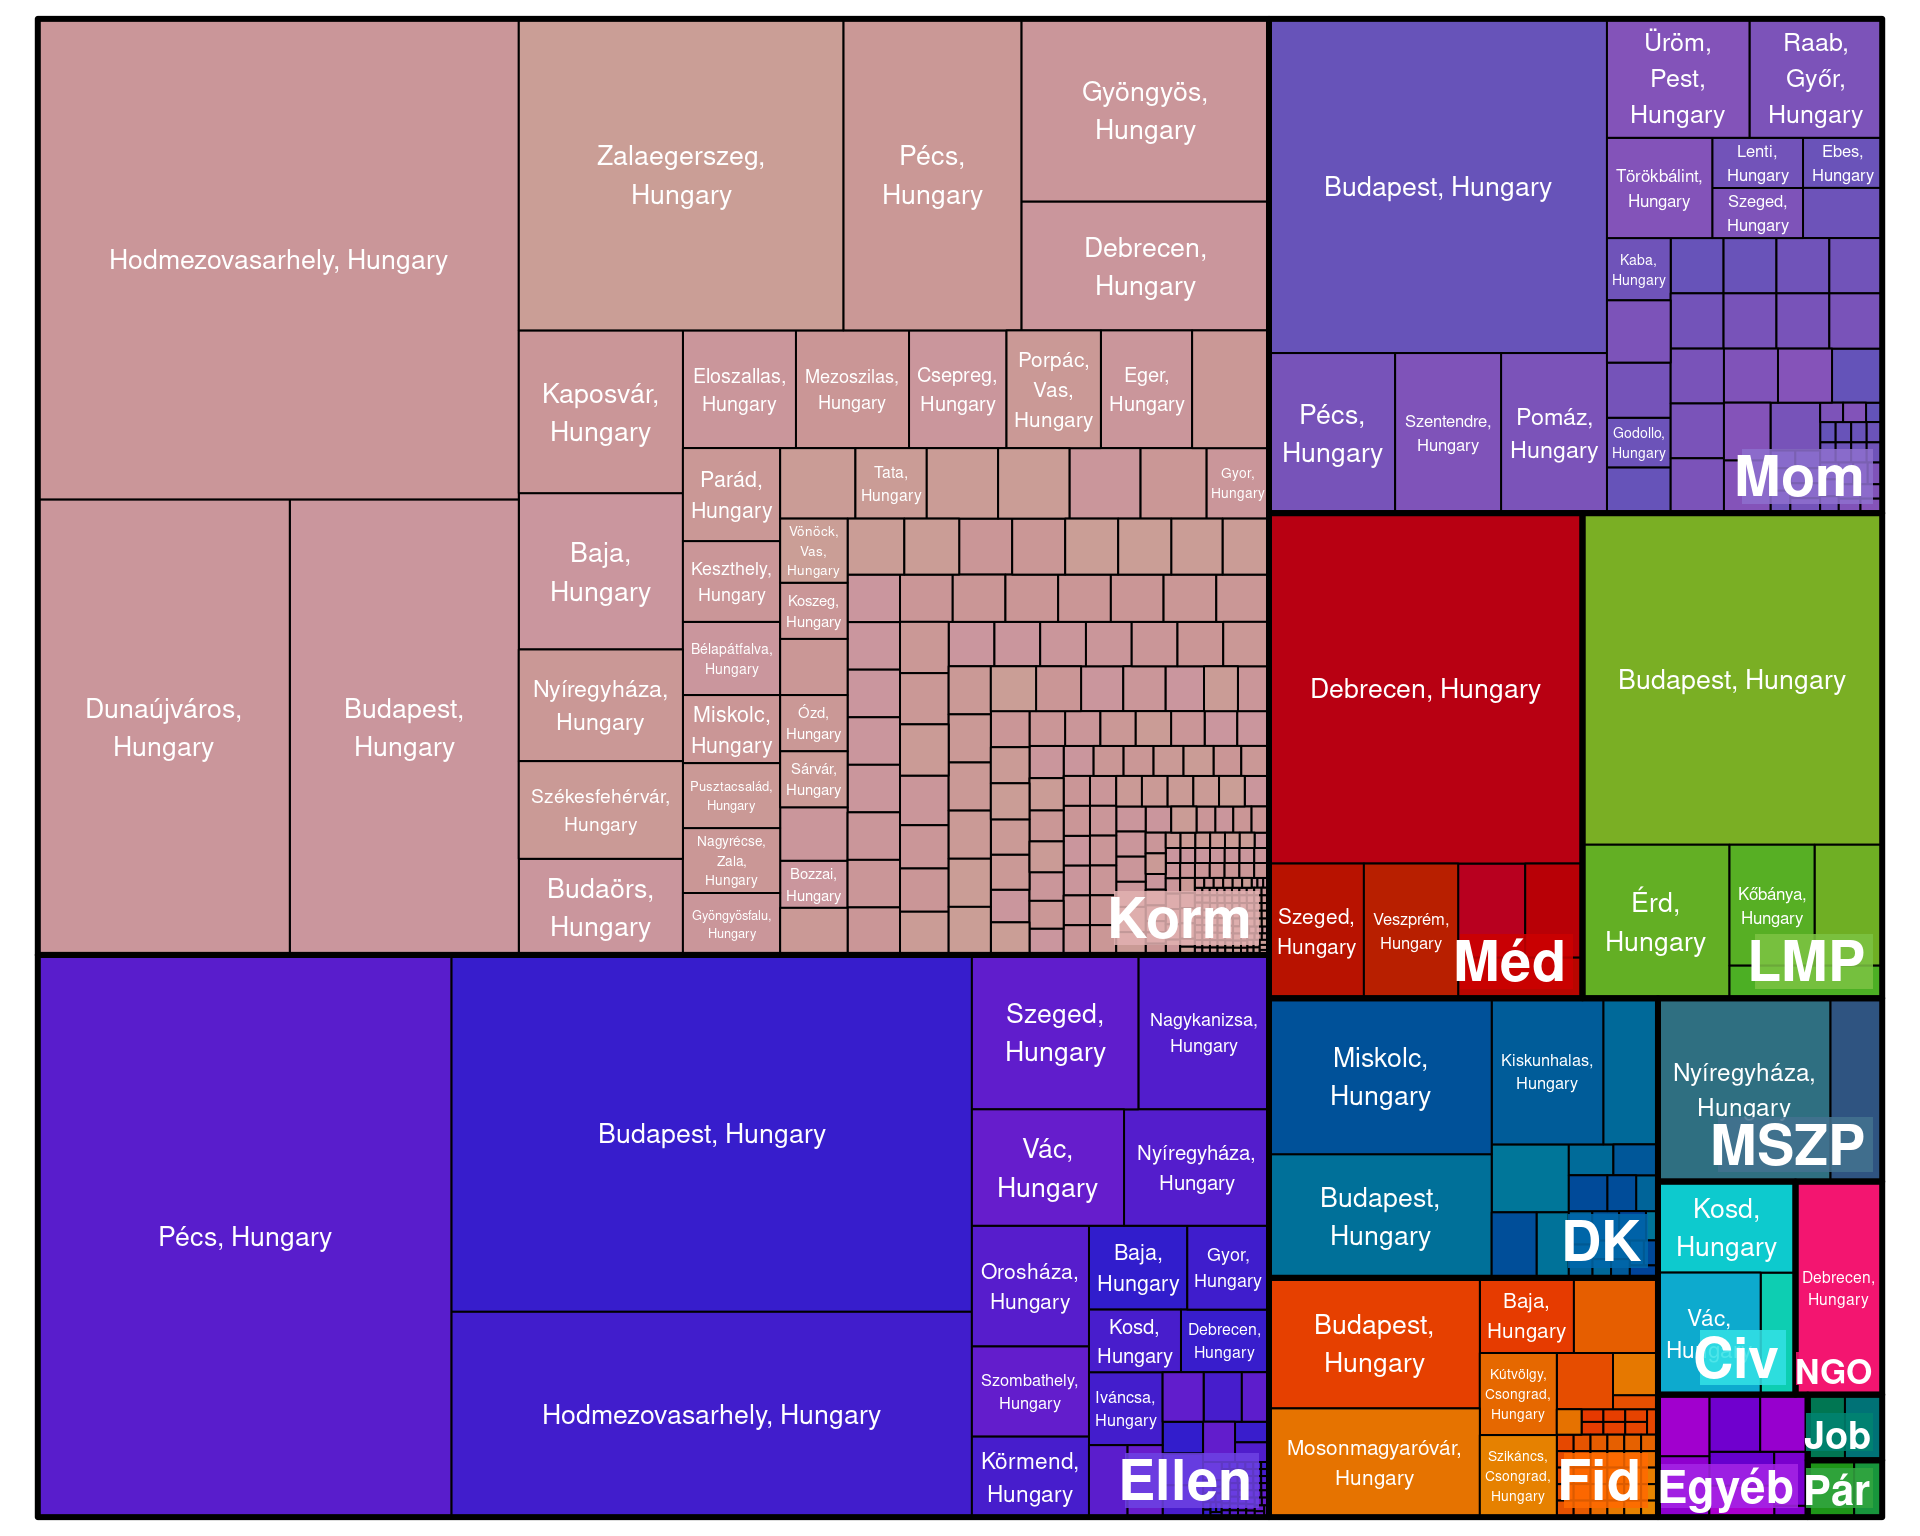 Hodmezovasarhely, Hungary
Zalaegerszeg,
Hungary
Pécs,
Hungary
Gyöngyös,
Hungary
Debrecen,
Hungary
Dunaújváros,
Hungary
Budapest,
Hungary
Kaposvár,
Hungary
Baja,
Hungary
Nyíregyháza,
Hungary
Székesfehérvár,
Hungary
Budaörs,
Hungary
Eloszallas,
Hungary
Mezoszilas,
Hungary
Csepreg,
Hungary
Porpác,
Vas,
Hungary
Eger,
Hungary
Parád,
Hungary
Keszthely,
Hungary
Bélapátfalva,
Hungary
Miskolc,
Hungary
Pusztacsalád,
Hungary
Nagyrécse,
Zala,
Hungary
Gyöngyösfalu,
Hungary
Tata,
Hungary
Gyor,
Hungary
Vönöck,
Vas,
Hungary
Koszeg,
Hungary
Ózd,
Hungary
Sárvár,
Hungary
Bozzai,
Hungary
Korm
Pécs, Hungary
Budapest, Hungary
Hodmezovasarhely, Hungary
Szeged,
Hungary
Nagykanizsa,
Hungary
Vác,
Hungary
Nyíregyháza,
Hungary
Orosháza,
Hungary
Szombathely,
Hungary
Körmend,
Hungary
Baja,
Hungary
Gyor,
Hungary
Kosd,
Hungary
Debrecen,
Hungary
Iváncsa,
Hungary
Ellen
Budapest, Hungary
Pécs,
Hungary
Szentendre,
Hungary
Pomáz,
Hungary
Üröm,
Pest,
Hungary
Raab,
Győr,
Hungary
Törökbálint,
Hungary
Lenti,
Hungary
Ebes,
Hungary
Szeged,
Hungary
Kaba,
Hungary
Godollo,
Hungary
Mom
Debrecen, Hungary
Szeged,
Hungary
Veszprém,
Hungary
Méd
Budapest, Hungary
Érd,
Hungary
Kőbánya,
Hungary
LMP
Miskolc,
Hungary
Budapest,
Hungary
Kiskunhalas,
Hungary
DK
Nyíregyháza,
Hungary
MSZP
Budapest,
Hungary
Mosonmagyaróvár,
Hungary
Baja,
Hungary
Kútvölgy,
Csongrad,
Hungary
Szikáncs,
Csongrad,
Hungary
Fid
Kosd,
Hungary
Vác,
Hungary
Civ
Debrecen,
Hungary
NGO
Egyéb
Job
Pár